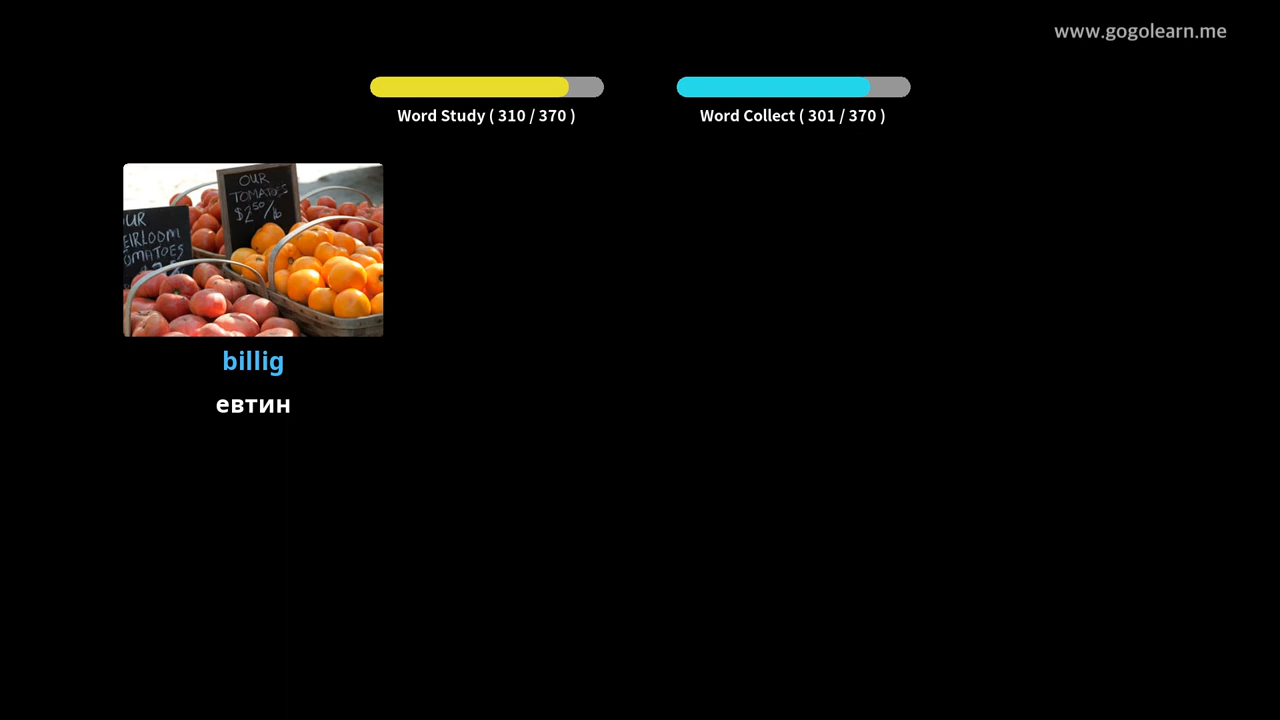 www.gogolearn.me
Word Study ( 310 / 370 )
Word Collect ( 301 / 370 )
OUR
TOMATOES
$2.50/lb
UR
EIRLOOM
OMATOES
billig
евтин